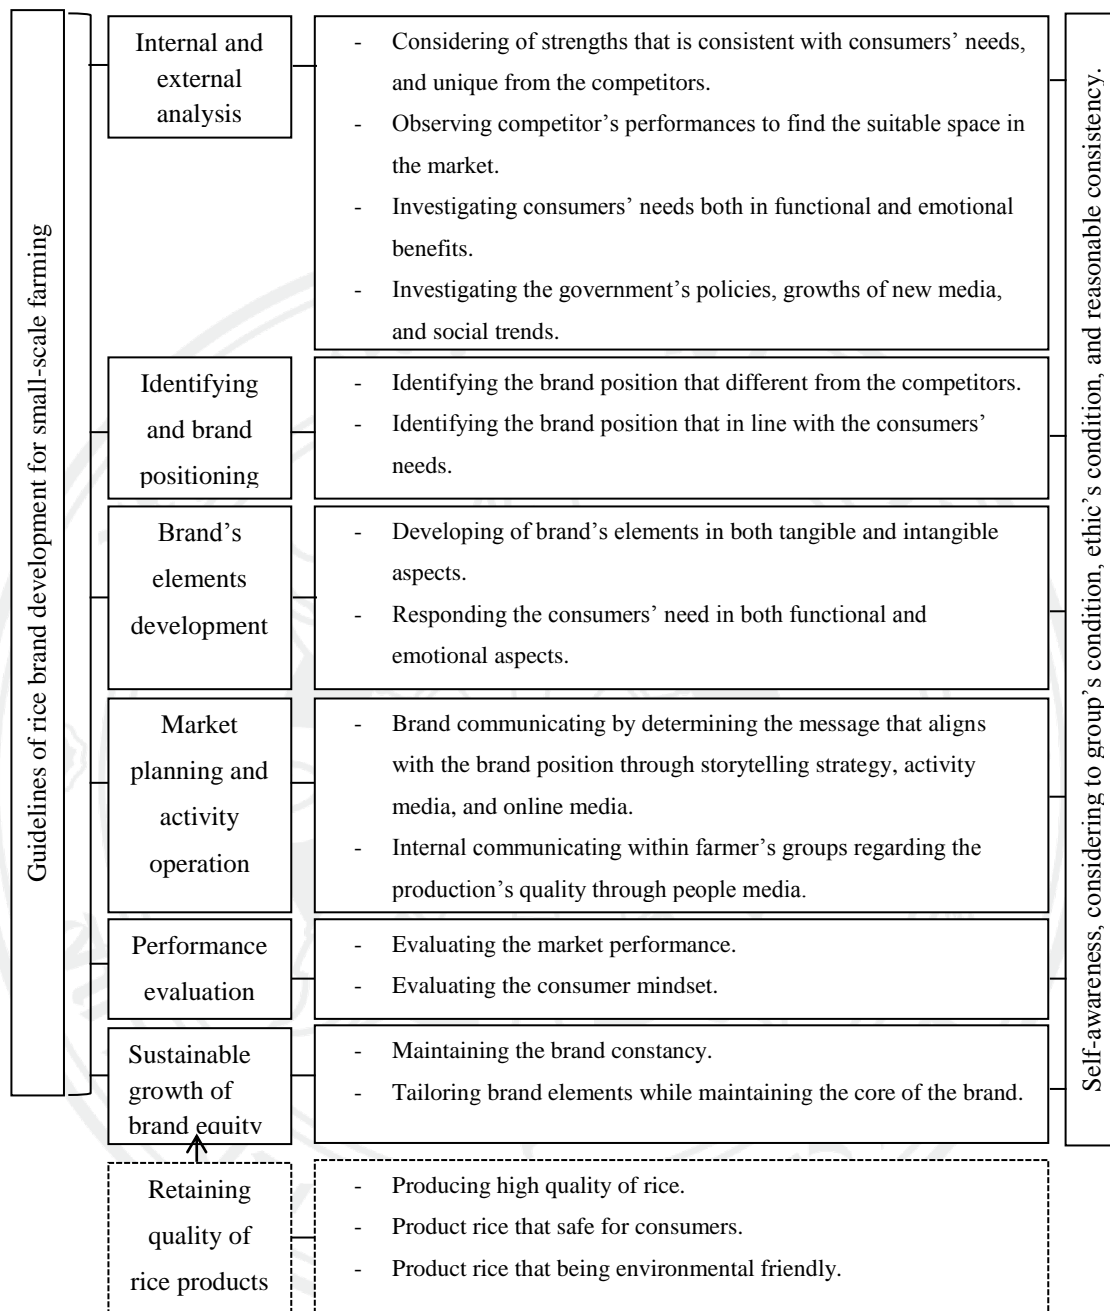 Guidelines of rice brand development for small-scale farming
Internal and
external
analysis
- Considering of strengths that is consistent with consumers’ needs,
and unique from the competitors.
- Observing competitor’s performances to find the suitable space in
the market.
- Investigating consumers’ needs both in functional and emotional
benefits.
- Investigating the government’s policies, growths of new media,
and social trends.
Identifying
and brand
positioning
- Identifying the brand position that different from the competitors.
- Identifying the brand position that in line with the consumers’
needs.
Brand’s
elements
development
- Developing of brand’s elements in both tangible and intangible
aspects.
- Responding the consumers’ need in both functional and
emotional aspects.
Market
planning and
activity
operation
- Brand communicating by determining the message that aligns
with the brand position through storytelling strategy, activity
media, and online media.
- Internal communicating within farmer’s groups regarding the
production’s quality through people media.
Performance
evaluation
- Evaluating the market performance.
- Evaluating the consumer mindset.
Sustainable
growth of
brand equity
- Maintaining the brand constancy.
- Tailoring brand elements while maintaining the core of the brand.
Retaining
quality of
rice products
- Producing high quality of rice.
- Product rice that safe for consumers.
- Product rice that being environmental friendly.
Self-awareness, considering to group’s condition, ethic’s condition, and reasonable consistency.